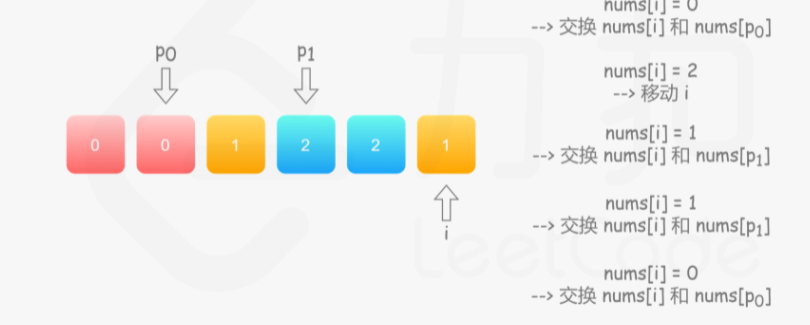 nums[i] = 0
--> 交换 nums[i] 和 nums[p₀]
p₀ p₁
nums[i] = 2
--> 移动 i
0 0 1 2 2 1
nums[i] = 1
--> 交换 nums[i] 和 nums[p₁]
i
nums[i] = 1
--> 交换 nums[i] 和 nums[p₁]
力扣
LeetCode
nums[i] = 0
--> 交换 nums[i] 和 nums[p₀]